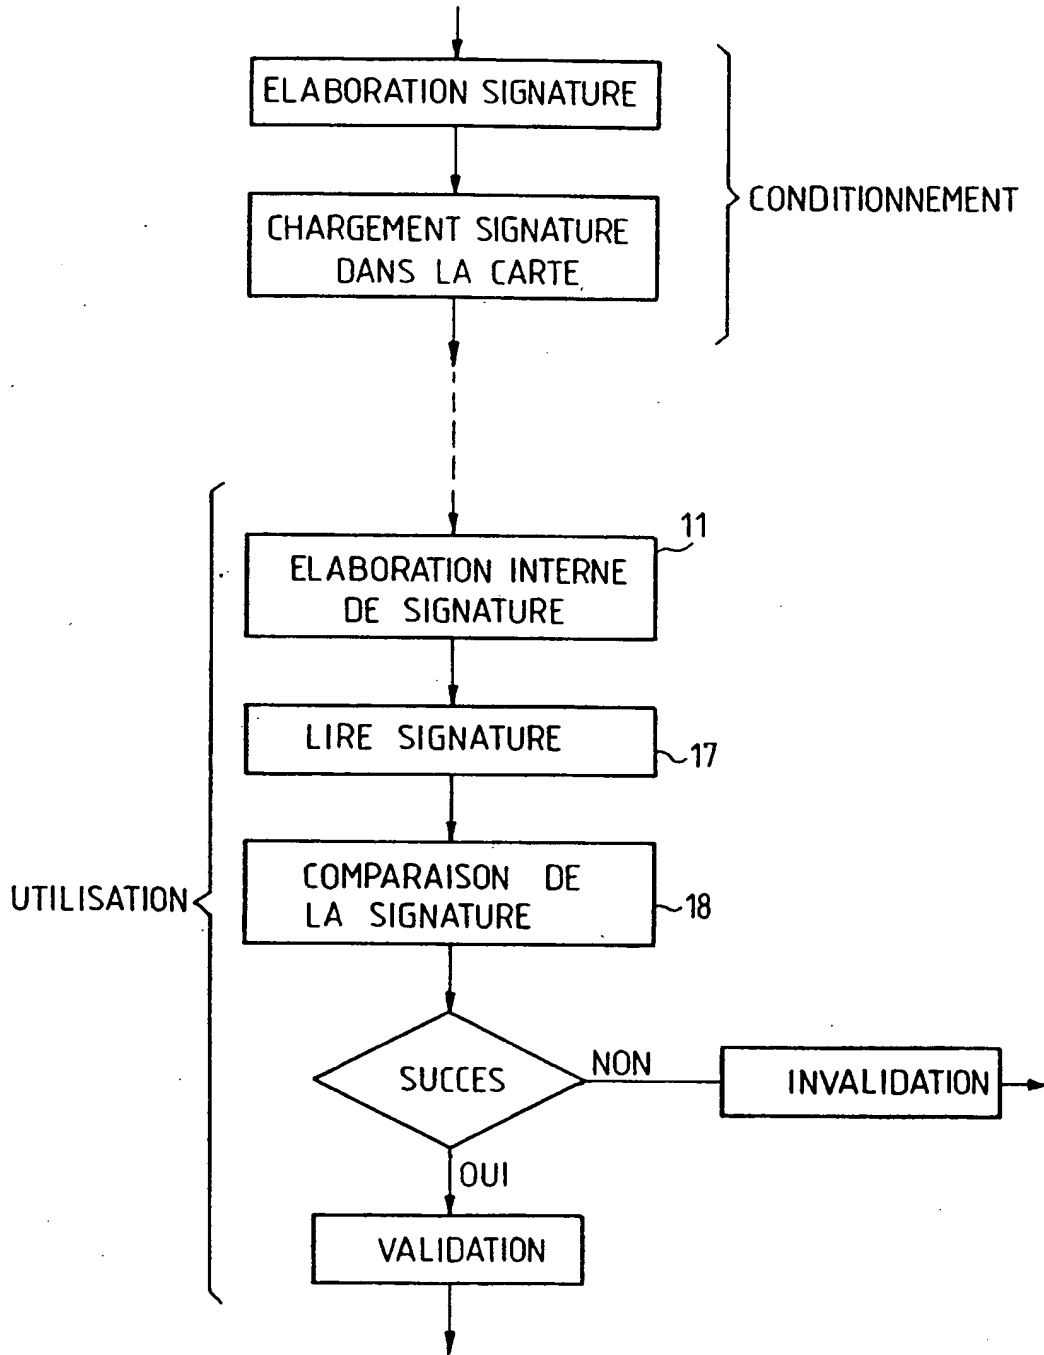 ELABORATION SIGNATURE
CHARGEMENT SIGNATURE
DANS LA CARTE
CONDITIONNEMENT
11
ELABORATION INTERNE
DE SIGNATURE
LIRE SIGNATURE
17
COMPARAISON DE
LA SIGNATURE
18
UTILISATION
SUCCES
NON
INVALIDATION
OUI
VALIDATION